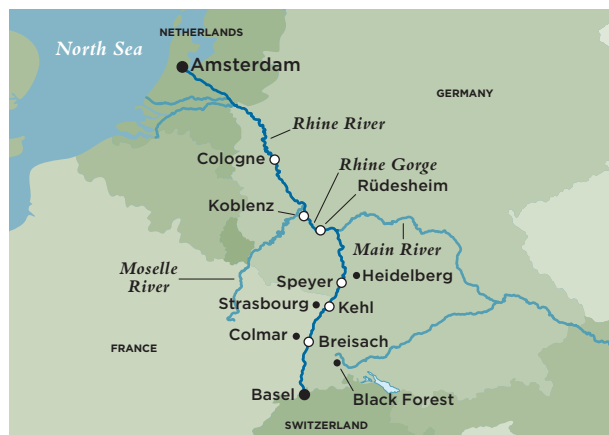 NETHERLANDS
North Sea
Amsterdam
GERMANY
Rhine River
Cologne
Rhine Gorge
Rüdesheim
Koblenz
Main River
Moselle
River
Speyer
Heidelberg
Strasbourg
Kehl
Colmar
Breisach
FRANCE
Basel
Black Forest
SWITZERLAND